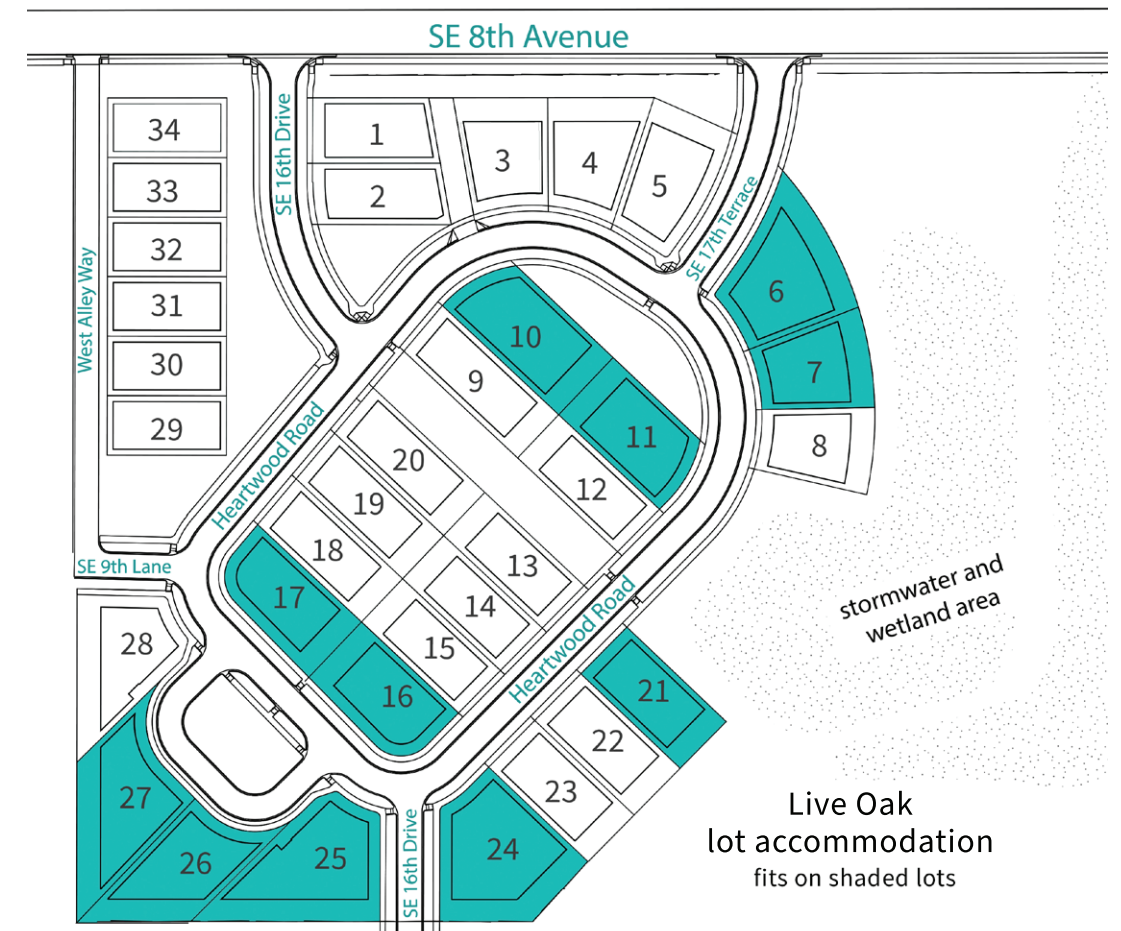 SE 8th Avenue
SE 16th Drive
SE 17th Terrace
West Alley Way
34
33
32
31
30
29
1
2
3
4
5
6
7
8
10
9
11
12
20
19
18
17
13
14
15
16
Heartwood Road
Heartwood Road
SE 9th Lane
28
27
26
25
24
23
22
21
SE 16th Drive
stormwater and
wetland area
Live Oak
lot accommodation
fits on shaded lots